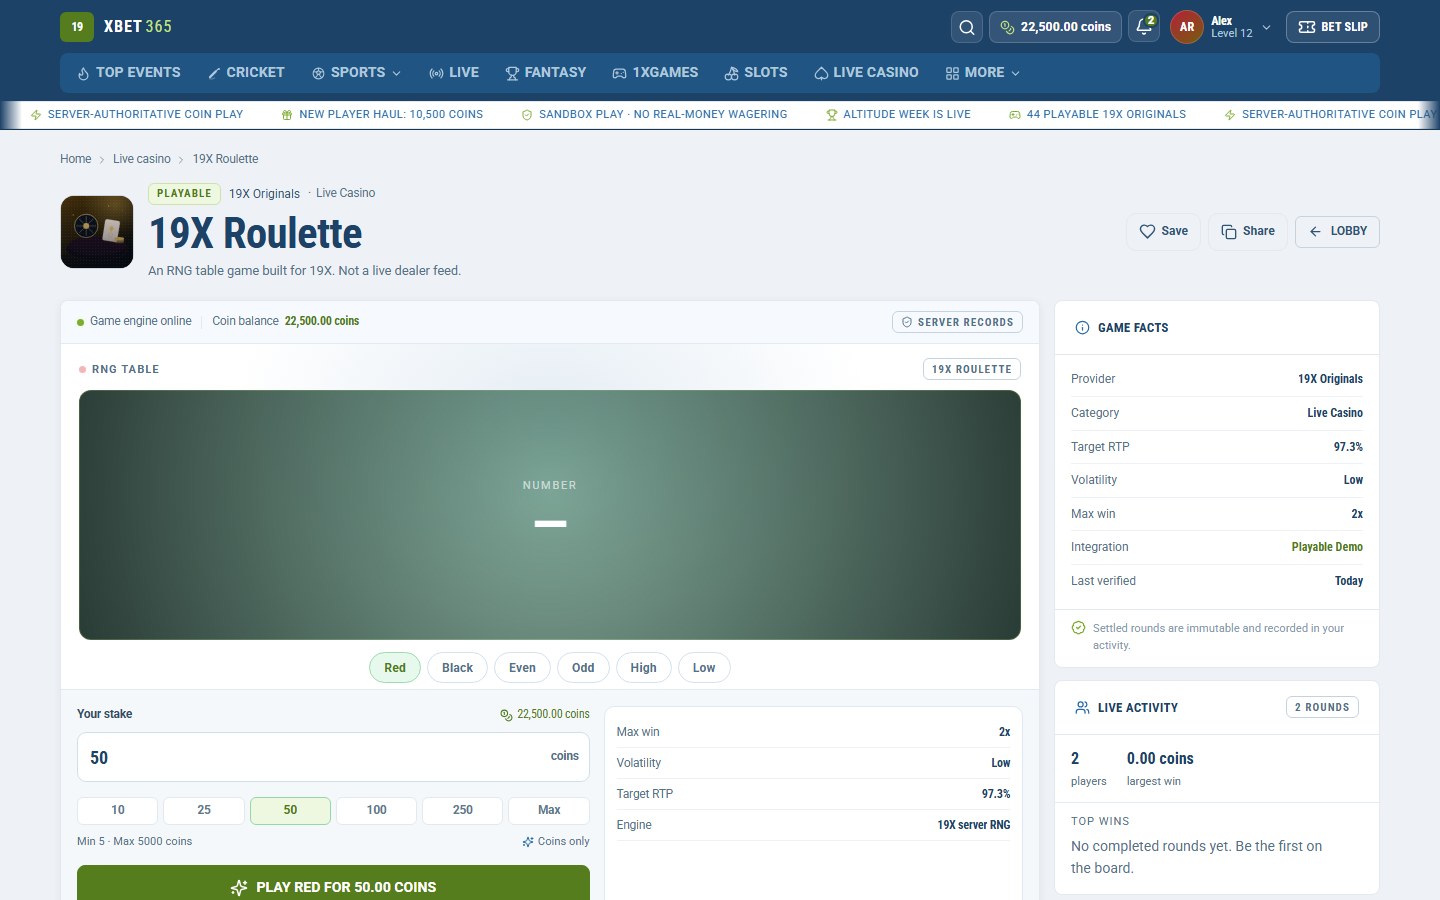 19 XBET 365
22,500.00 coins
2
AR
Alex
Level 12
BET SLIP
TOP EVENTS
CRICKET
SPORTS
LIVE
FANTASY
1XGAMES
SLOTS
LIVE CASINO
MORE
SERVER-AUTHORITATIVE COIN PLAY
NEW PLAYER HAUL: 10,500 COINS
SANDBOX PLAY · NO REAL-MONEY WAGERING
ALTITUDE WEEK IS LIVE
44 PLAYABLE 19X ORIGINALS
SERVER-AUTHORITATIVE COIN PLAY
Home
Live casino
19X Roulette
PLAYABLE
19X Originals · Live Casino
19X Roulette
An RNG table game built for 19X. Not a live dealer feed.
Save
Share
LOBBY
Game engine online
Coin balance 22,500.00 coins
SERVER RECORDS
RNG TABLE
19X ROULETTE
NUMBER
—
Red
Black
Even
Odd
High
Low
Your stake
22,500.00 coins
50
coins
10
25
50
100
250
Max
Min 5 · Max 5000 coins
Coins only
PLAY RED FOR 50.00 COINS
Max win 2x
Volatility Low
Target RTP 97.3%
Engine 19X server RNG
GAME FACTS
Provider 19X Originals
Category Live Casino
Target RTP 97.3%
Volatility Low
Max win 2x
Integration Playable Demo
Last verified Today
Settled rounds are immutable and recorded in your
activity.
LIVE ACTIVITY
2 ROUNDS
2
players
0.00 coins
largest win
TOP WINS
No completed rounds yet. Be the first on
the board.